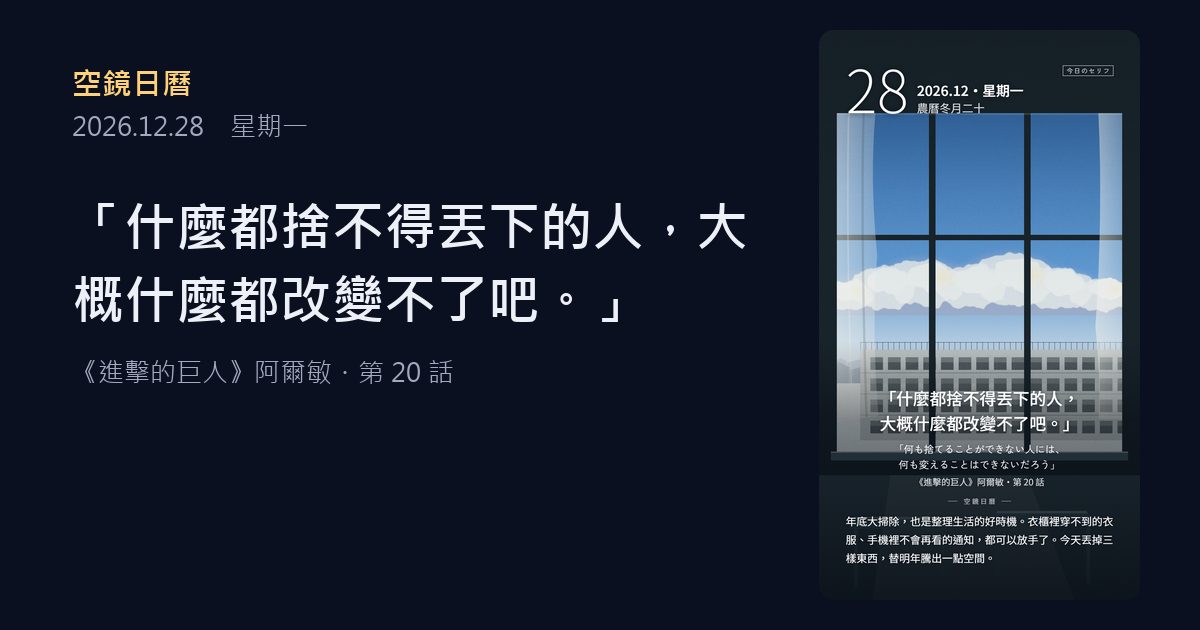 空鏡日曆
2026.12.28 星期一
「什麼都捨不得丟下的人，大
概什麼都改變不了吧。」
《進擊的巨人》阿爾敏．第 20 話
今日のセリフ
28
2026.12・星期一
農曆冬月二十
「什麼都捨不得丟下的人，
大概什麼都改變不了吧。」
「何も捨てることができない人には、
何も変えることはできないだろう」
《進擊的巨人》阿爾敏・第 20 話
— 空鏡日曆 —
年底大掃除，也是整理生活的好時機。衣櫃裡穿不到的衣
服、手機裡不會再看的通知，都可以放手了。今天丟掉三
樣東西，替明年騰出一點空間。